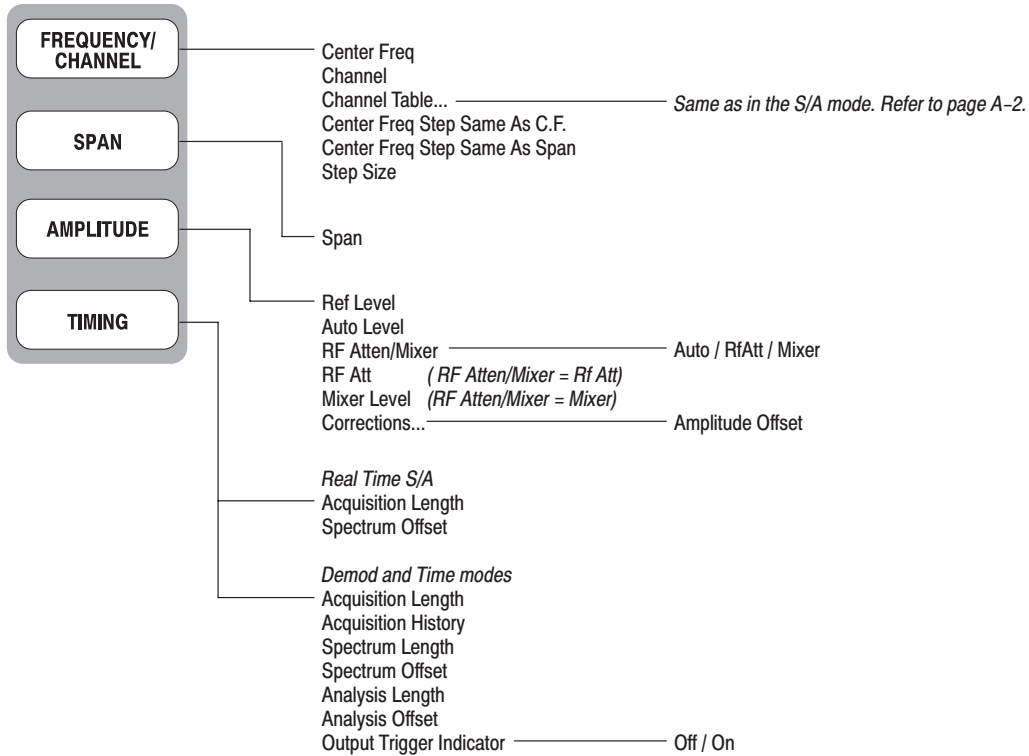 FREQUENCY/
CHANNEL
Center Freq
Channel
Channel Table... Same as in the S/A mode. Refer to page A–2.
Center Freq Step Same As C.F.
Center Freq Step Same As Span
Step Size
SPAN
Span
AMPLITUDE
Ref Level
Auto Level
RF Atten/Mixer Auto / RfAtt / Mixer
RF Att ( RF Atten/Mixer = Rf Att)
Mixer Level (RF Atten/Mixer = Mixer)
Corrections... Amplitude Offset
TIMING
Real Time S/A
Acquisition Length
Spectrum Offset
Demod and Time modes
Acquisition Length
Acquisition History
Spectrum Length
Spectrum Offset
Analysis Length
Analysis Offset
Output Trigger Indicator Off / On